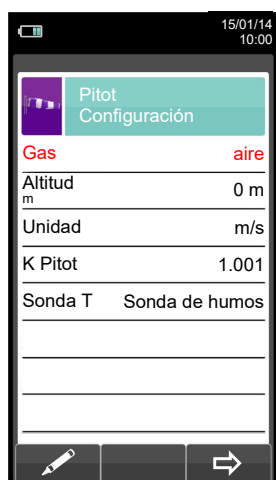 15/01/14
10:00
Pitot
Configuración
Gas aire
Altitud
m 0 m
Unidad m/s
K Pitot 1.001
Sonda T Sonda de humos